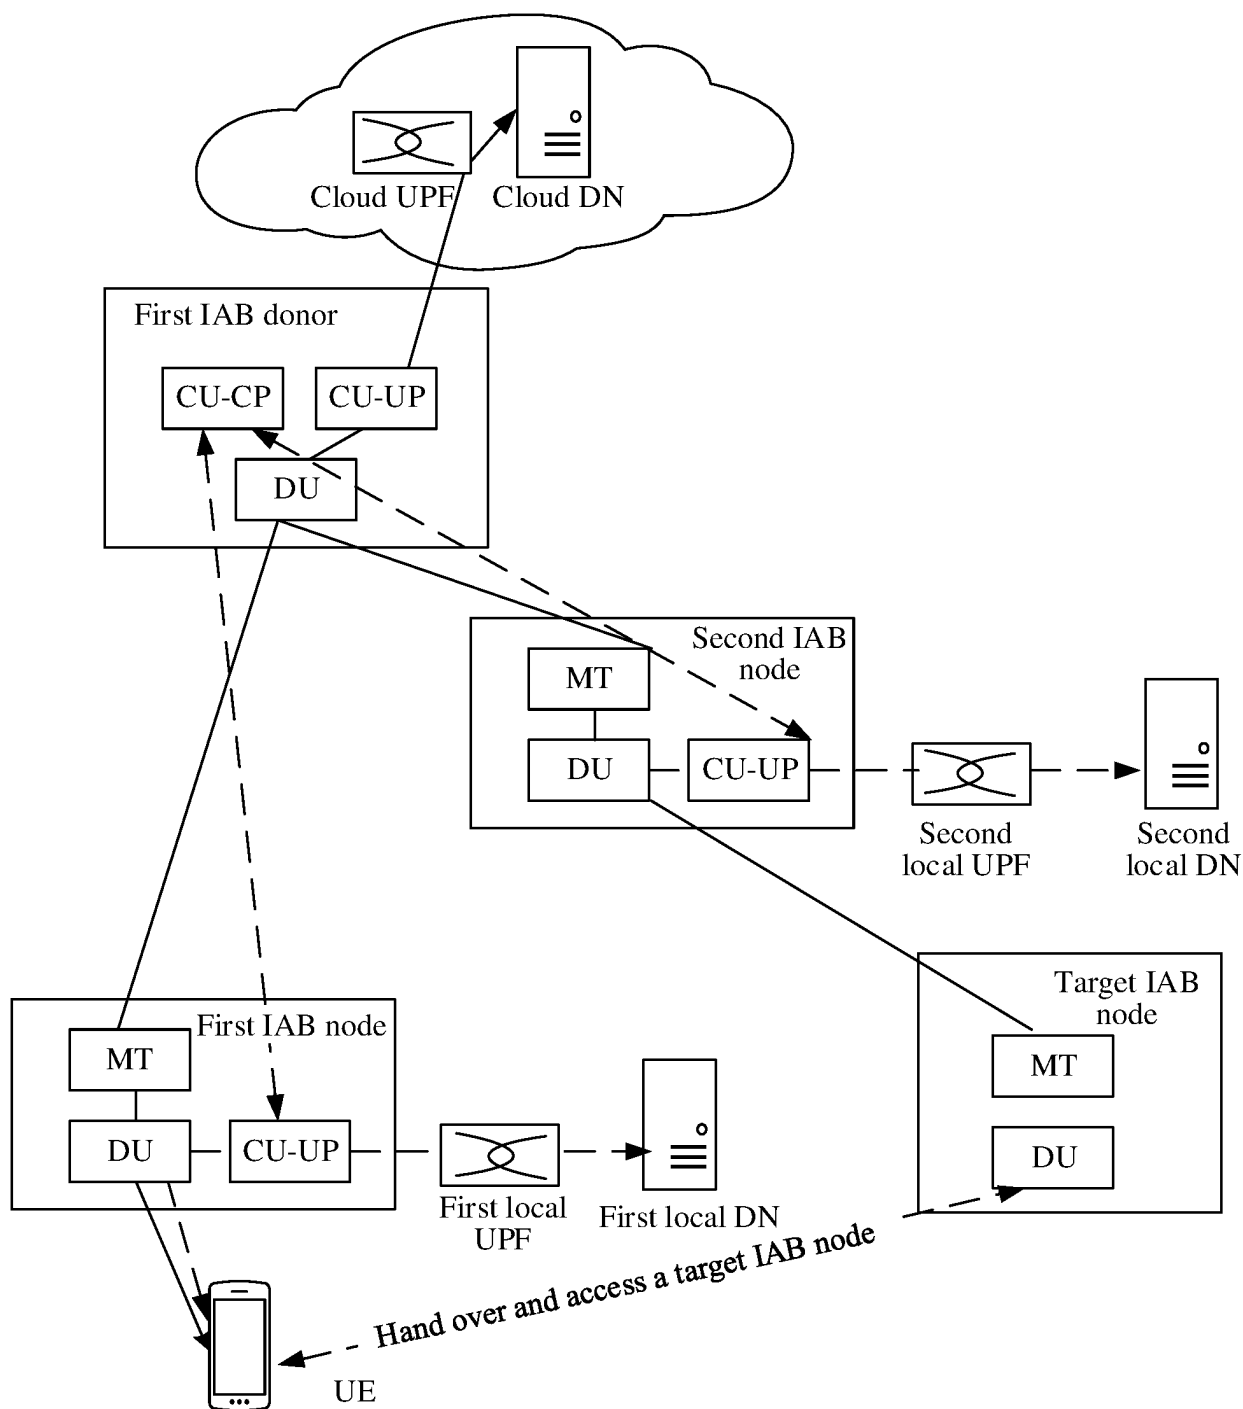 Cloud UPF
Cloud DN
First IAB donor
CU-CP
CU-UP
DU
Second IAB
node
MT
DU
CU-UP
Second
local UPF
Second
local DN
Target IAB
node
MT
DU
First IAB node
MT
DU
CU-UP
First local
UPF
First local DN
Hand over and access a target IAB node
UE